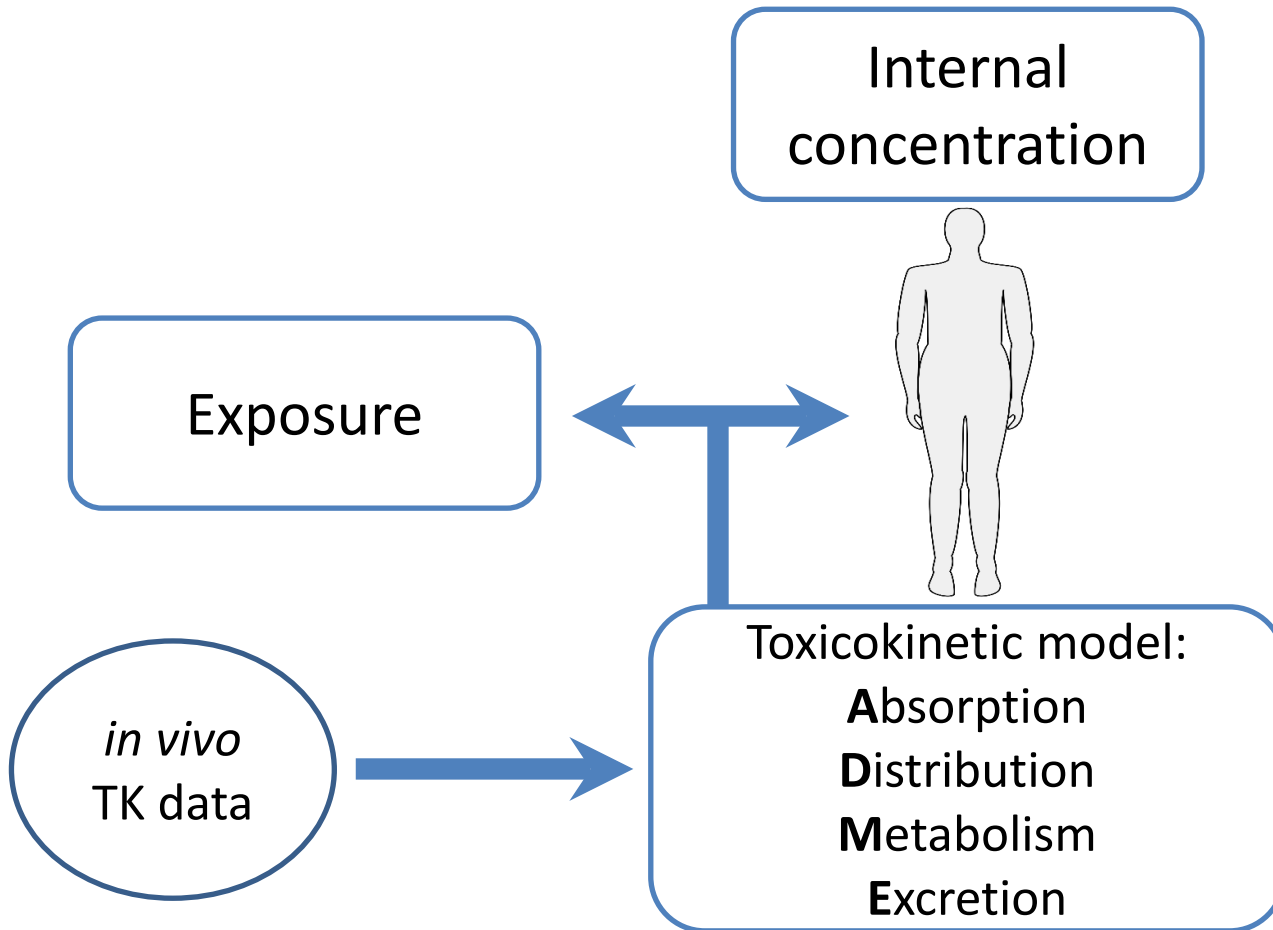 Internal
concentration
Exposure
in vivo
TK data
Toxicokinetic model:
Absorption
Distribution
Metabolism
Excretion